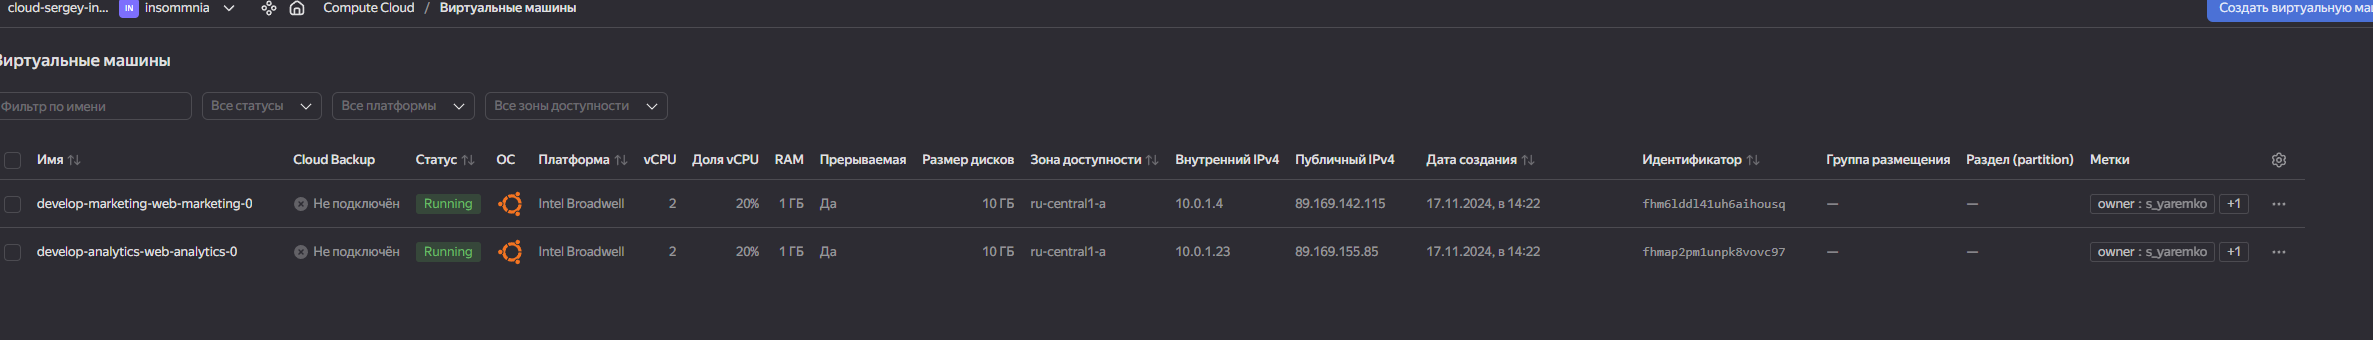 cloud-sergey-in... IN insommnia Compute Cloud / Виртуальные машины Создать виртуальную
Виртуальные машины
Фильтр по имени Все статусы Все платформы Все зоны доступности
Имя Cloud Backup Статус ОС Платформа vCPU Доля vCPU RAM Прерываемая Размер дисков Зона доступности Внутренний IPv4 Публичный IPv4 Дата создания Идентификатор Группа размещения Раздел (partition) Метки
develop-marketing-web-marketing-0 Не подключён Running Intel Broadwell 2 20% 1 ГБ Да 10 ГБ ru-central1-a 10.0.1.4 89.169.142.115 17.11.2024, в 14:22 fhm6lddl41uh6aihousq — — owner : s_yaremko +1
develop-analytics-web-analytics-0 Не подключён Running Intel Broadwell 2 20% 1 ГБ Да 10 ГБ ru-central1-a 10.0.1.23 89.169.155.85 17.11.2024, в 14:22 fhmap2pm1unpk8vovc97 — — owner : s_yaremko +1